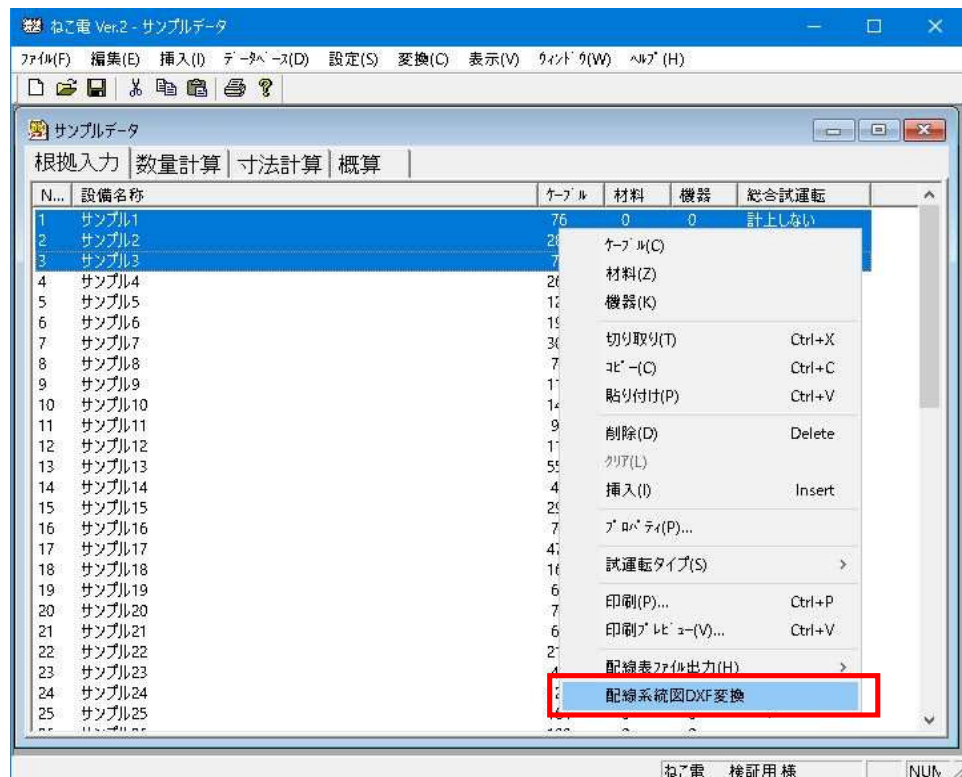 ねこ電 Ver.2 - サンプルデータ
ファイル(F) 編集(E) 挿入(I) データベース(D) 設定(S) 変換(C) 表示(V) ウィンドウ(W) ヘルプ(H)
サンプルデータ
根拠入力 数量計算 寸法計算 概算
N... 設備名称 ケーブル 材料 機器 総合試運転
1 サンプル1 76 0 0 計上しない
2 サンプル2
3 サンプル3
4 サンプル4
5 サンプル5
6 サンプル6
7 サンプル7
8 サンプル8
9 サンプル9
10 サンプル10
11 サンプル11
12 サンプル12
13 サンプル13
14 サンプル14
15 サンプル15
16 サンプル16
17 サンプル17
18 サンプル18
19 サンプル19
20 サンプル20
21 サンプル21
22 サンプル22
23 サンプル23
24 サンプル24
25 サンプル25
ケーブル(C)
材料(Z)
機器(K)
切り取り(T) Ctrl+X
コピー(C) Ctrl+C
貼り付け(P) Ctrl+V
削除(D) Delete
クリア(L)
挿入(I) Insert
プロパティ(P)...
試運転タイプ(S)
印刷(P)... Ctrl+P
印刷プレビュー(V)... Ctrl+V
配線表ファイル出力(H)
配線系統図DXF変換
ねこ電 検証用 様 NUM